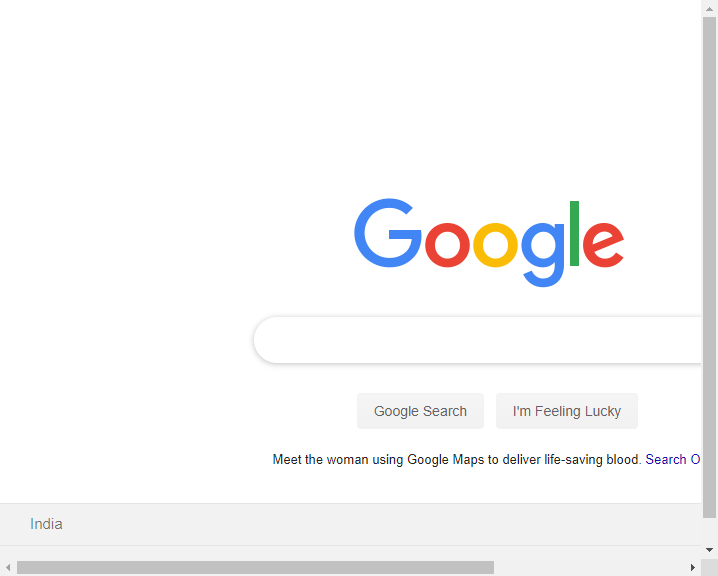 Google
Google Search
I'm Feeling Lucky
Meet the woman using Google Maps to deliver life-saving blood. Search O
India